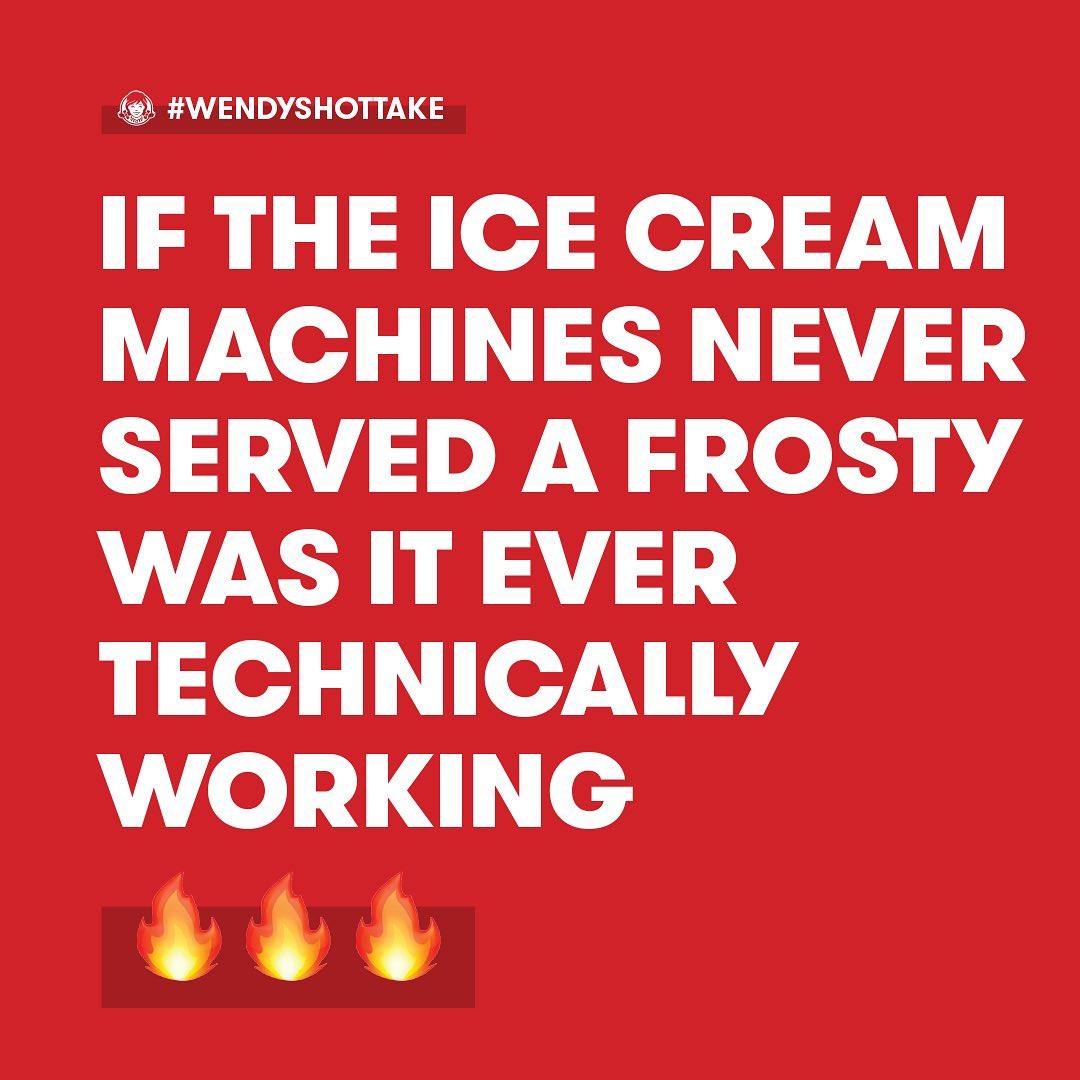 #WENDYSHOTTAKE
IF THE ICE CREAM
MACHINES NEVER
SERVED A FROSTY
WAS IT EVER
TECHNICALLY
WORKING